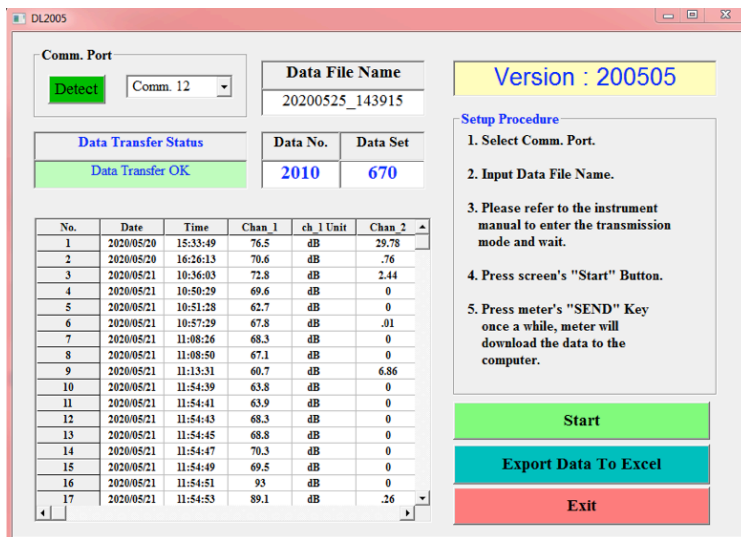 DL2005
Comm. Port
Detect
Comm. 12
Data File Name
20200525_143915
Version : 200505
Data Transfer Status
Data Transfer OK
Data No. Data Set
2010 670
Setup Procedure
1. Select Comm. Port.
2. Input Data File Name.
3. Please refer to the instrument
manual to enter the transmission
mode and wait.
4. Press screen's "Start" Button.
5. Press meter's "SEND" Key
once a while, meter will
download the data to the
computer.
No. Date Time Chan_1 ch_1 Unit Chan_2
1 2020/05/20 15:33:49 76.5 dB 29.78
2 2020/05/20 16:26:13 70.6 dB .76
3 2020/05/21 10:36:03 72.8 dB 2.44
4 2020/05/21 10:50:29 69.6 dB 0
5 2020/05/21 10:51:28 62.7 dB 0
6 2020/05/21 10:57:29 67.8 dB .01
7 2020/05/21 11:08:26 68.3 dB 0
8 2020/05/21 11:08:50 67.1 dB 0
9 2020/05/21 11:13:31 60.7 dB 6.86
10 2020/05/21 11:54:39 63.8 dB 0
11 2020/05/21 11:54:41 63.9 dB 0
12 2020/05/21 11:54:43 68.3 dB 0
13 2020/05/21 11:54:45 68.8 dB 0
14 2020/05/21 11:54:47 70.3 dB 0
15 2020/05/21 11:54:49 69.5 dB 0
16 2020/05/21 11:54:51 93 dB 0
17 2020/05/21 11:54:53 89.1 dB .26
Start
Export Data To Excel
Exit